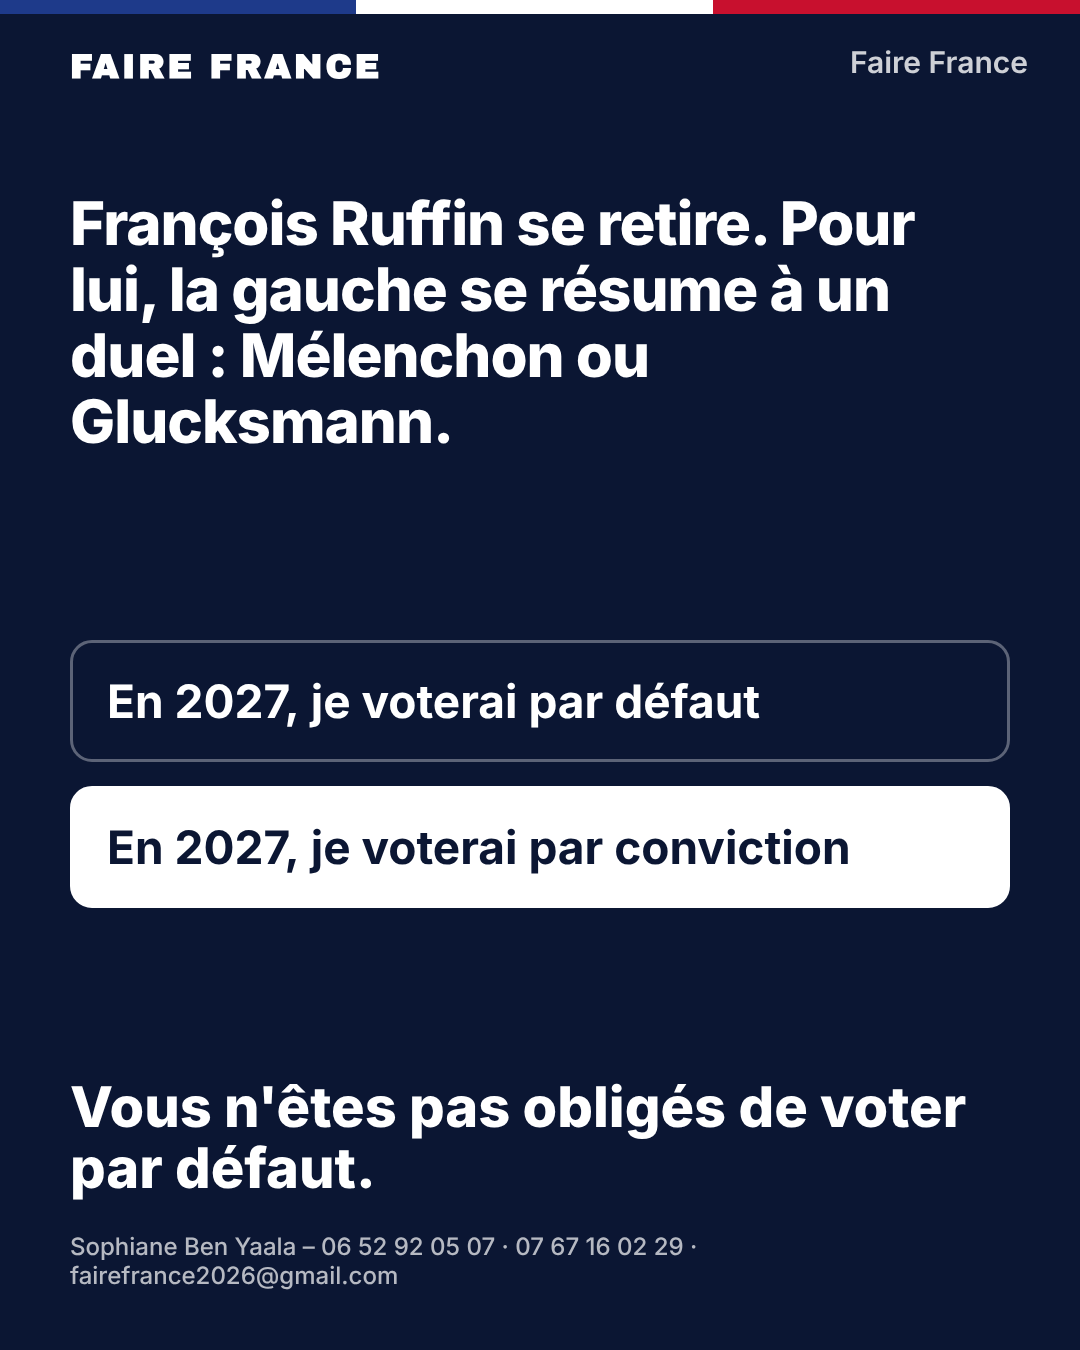 FAIRE FRANCE
Faire France
François Ruffin se retire. Pour
lui, la gauche se résume à un
duel : Mélenchon ou
Glucksmann.
En 2027, je voterai par défaut
En 2027, je voterai par conviction
Vous n'êtes pas obligés de voter
par défaut.
Sophiane Ben Yaala – 06 52 92 05 07 · 07 67 16 02 29 ·
fairefrance2026@gmail.com